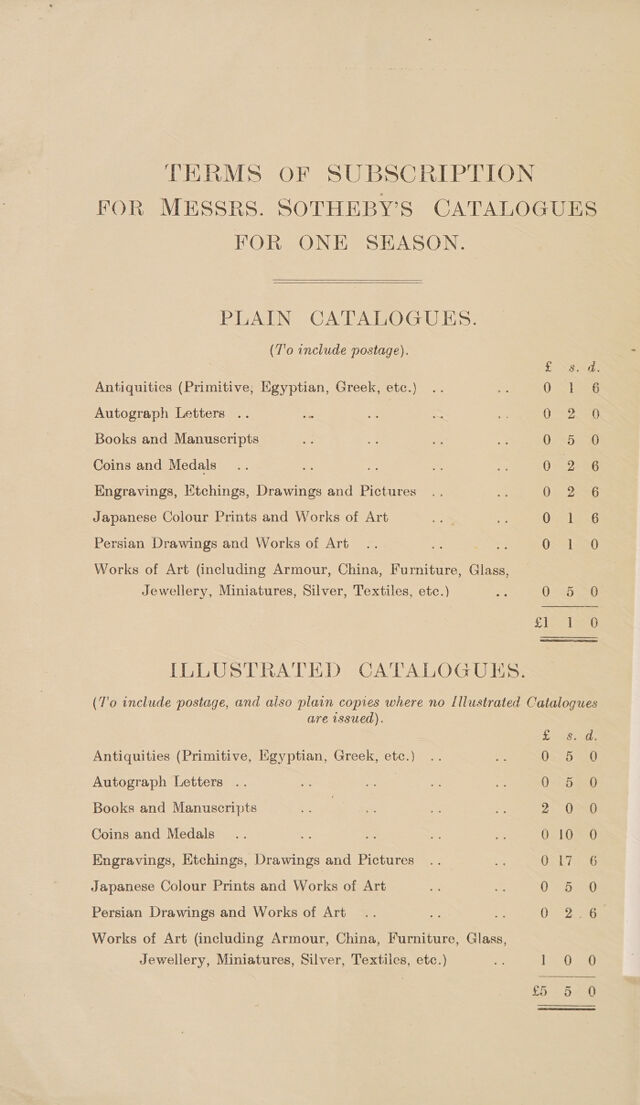 TERMS OF SUBSCRIPTION
FOR MESSRS. SOTHEBY'S CATALOGUES
FOR ONE SEASON.
PLAIN CATALOGUES.
(To include postage).
£ s. d.
Antiquities (Primitive, Egyptian, Greek, etc.) .. .. 0 1 6
Autograph Letters .. .. .. .. .. 0 2 0
Books and Manuscripts .. .. .. .. 0 5 0
Coins and Medals .. .. .. .. .. 0 2 6
Engravings, Etchings, Drawings and Pictures .. .. 0 2 6
Japanese Colour Prints and Works of Art .. .. 0 1 6
Persian Drawings and Works of Art .. .. .. 0 1 0
Works of Art (including Armour, China, Furniture, Glass,
Jewellery, Miniatures, Silver, Textiles, etc.) .. 0 5 0
£1 1 0
ILLUSTRATED CATALOGUES.
(To include postage, and also plain copies where no Illustrated Catalogues
are issued).
£ s. d.
Antiquities (Primitive, Egyptian, Greek, etc.) .. .. 0 5 0
Autograph Letters .. .. .. .. .. 0 5 0
Books and Manuscripts .. .. .. .. 2 0 0
Coins and Medals .. .. .. .. .. 0 10 0
Engravings, Etchings, Drawings and Pictures .. .. 0 17 6
Japanese Colour Prints and Works of Art .. .. 0 5 0
Persian Drawings and Works of Art .. .. .. 0 2 6
Works of Art (including Armour, China, Furniture, Glass,
Jewellery, Miniatures, Silver, Textiles, etc.) .. 1 0 0
£5 5 0